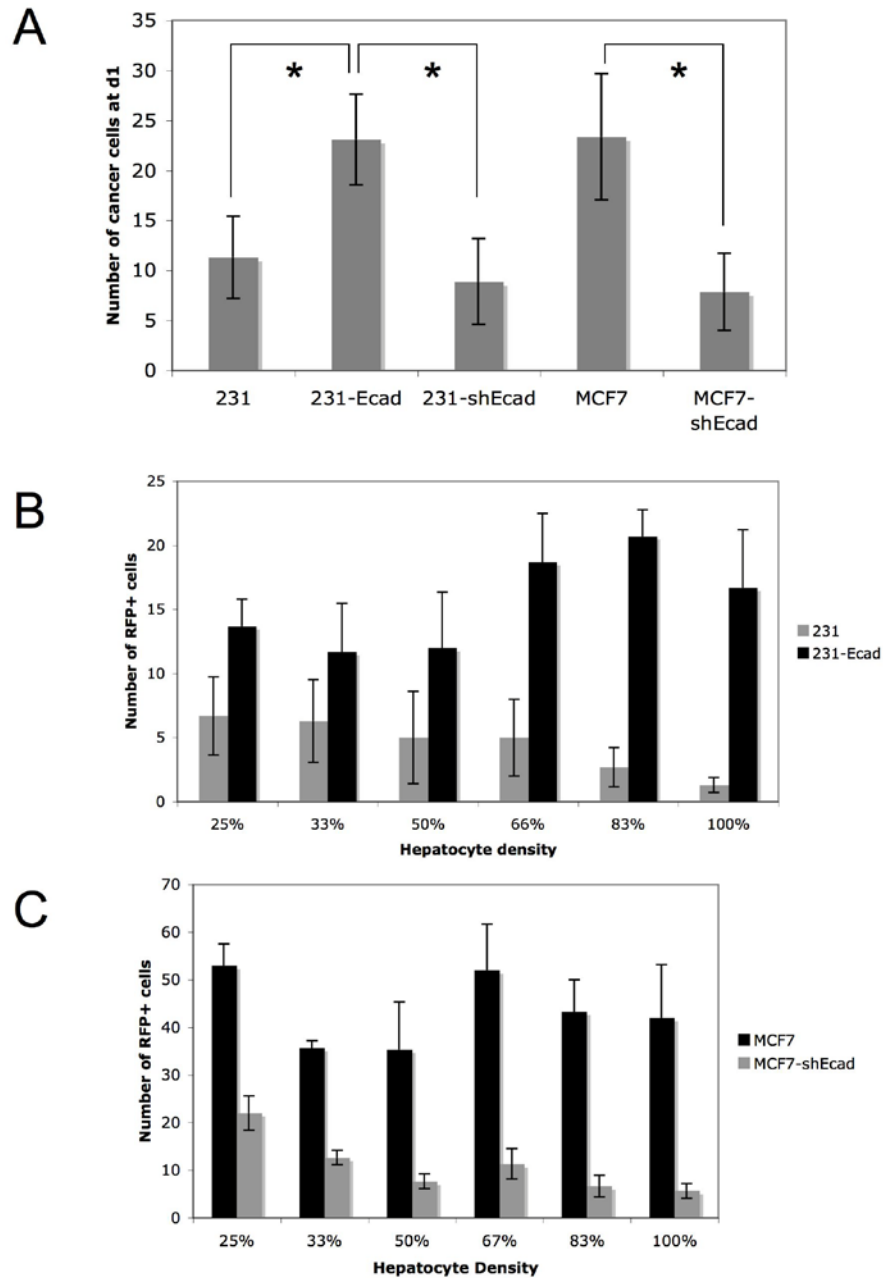 A
Number of cancer cells at d1
35
30
25
20
15
10
5
0
* * *
231 231-Ecad 231-shEcad MCF7 MCF7-
shEcad
B
Number of RFP+ cells
25
20
15
10
5
0
25% 33% 50% 66% 83% 100%
Hepatocyte density
231
231-Ecad
C
Number of RFP+ cells
70
60
50
40
30
20
10
0
25% 33% 50% 67% 83% 100%
Hepatocyte Density
MCF7
MCF7-shEcad